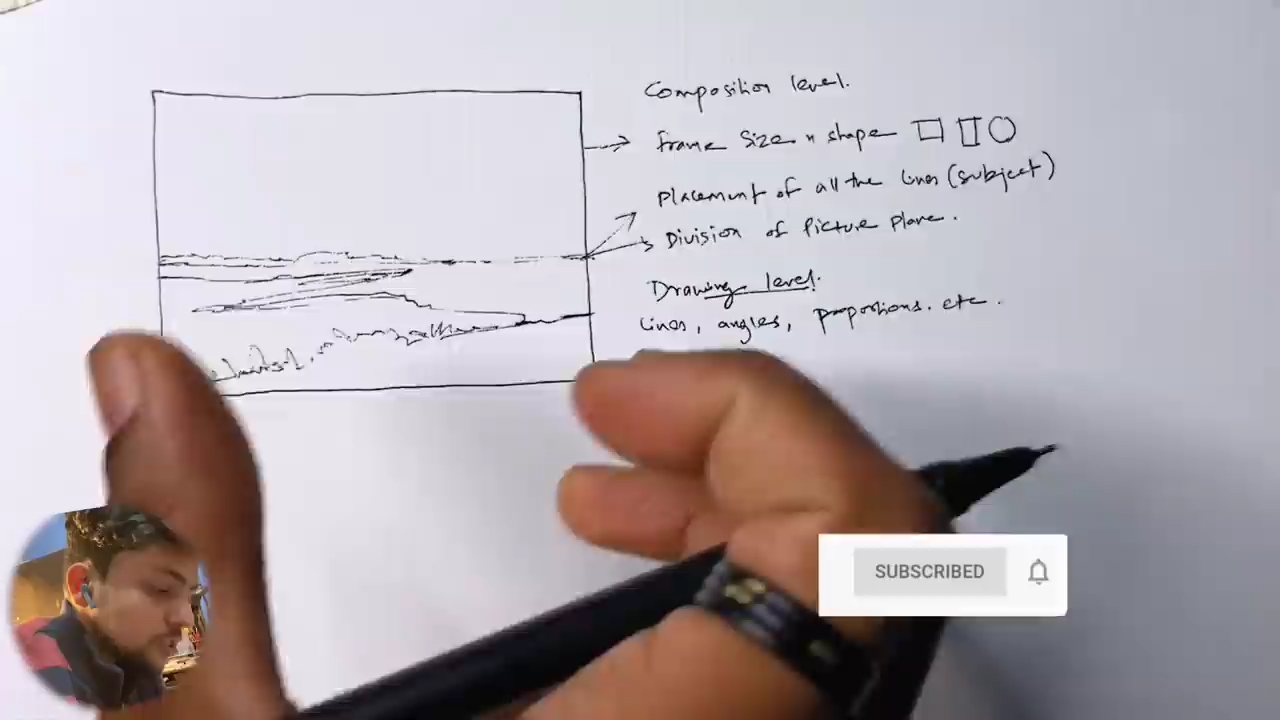 Composition level.
frame size n shape
Placement of all the lines (subject)
Division of Picture plane.
Drawing level.
Lines, angles, proportions. etc.
SUBSCRIBED